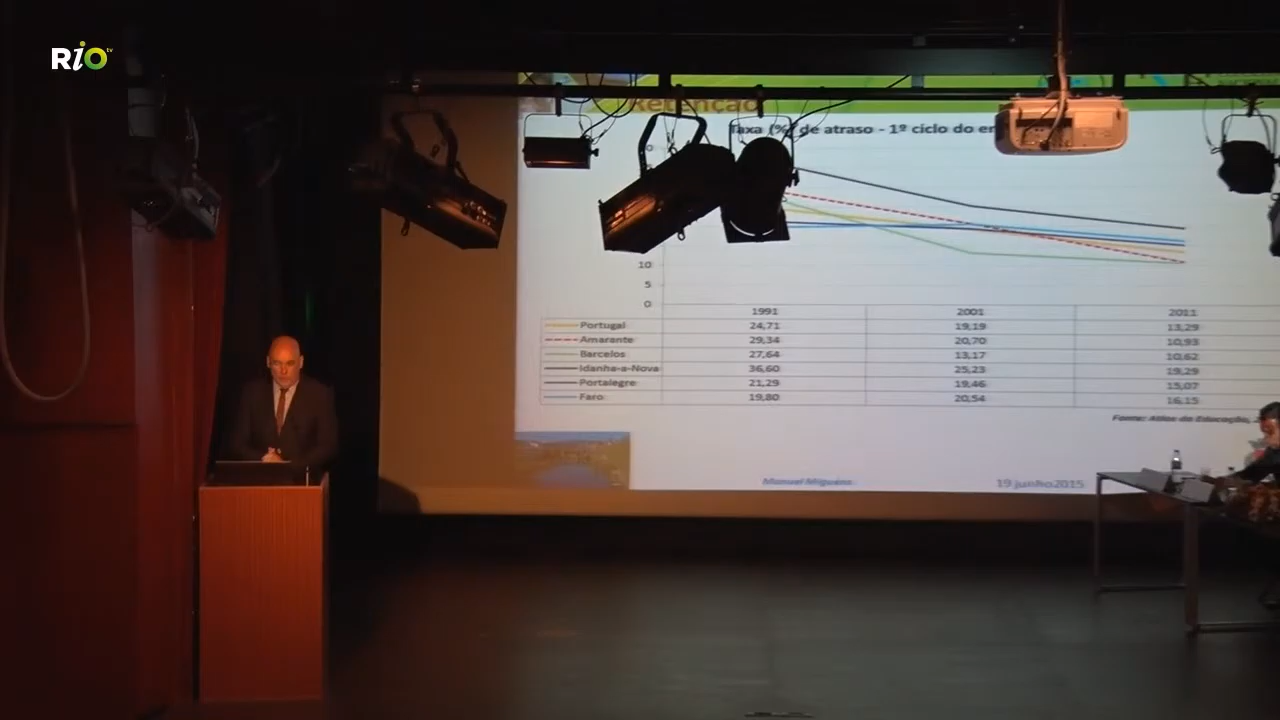 RiO tv
Retenção
Taxa (%) de atraso - 1º ciclo do en
10
5
0
1991 2001 2011
Portugal 24,71 19,19 13,29
Amarante 29,34 20,70 10,93
Barcelos 27,64 13,17 10,62
Idanha-a-Nova 36,60 25,23 19,29
Portalegre 21,29 19,46 15,07
Faro 19,80 20,54 16,15
Fonte: Atlas da Educação,
Manuel Miguéns 19 junho2015